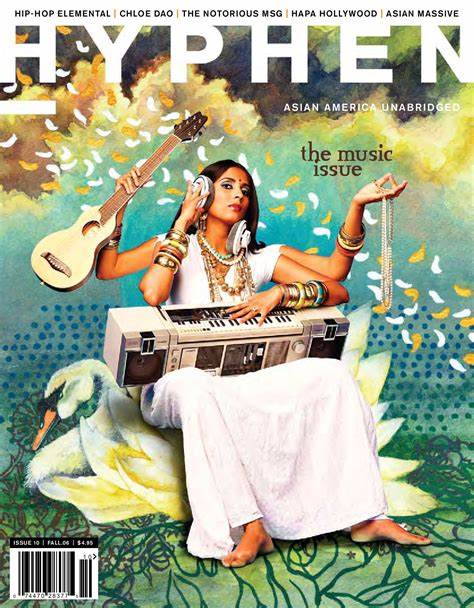 HIP-HOP ELEMENTAL | CHLOE DAO | THE NOTORIOUS MSG | HAPA HOLLYWOOD | ASIAN MASSIVE
HYPHEN
ASIAN AMERICA UNABRIDGED
the music
issue
ISSUE 10 | FALL.06 | $4.95
10>